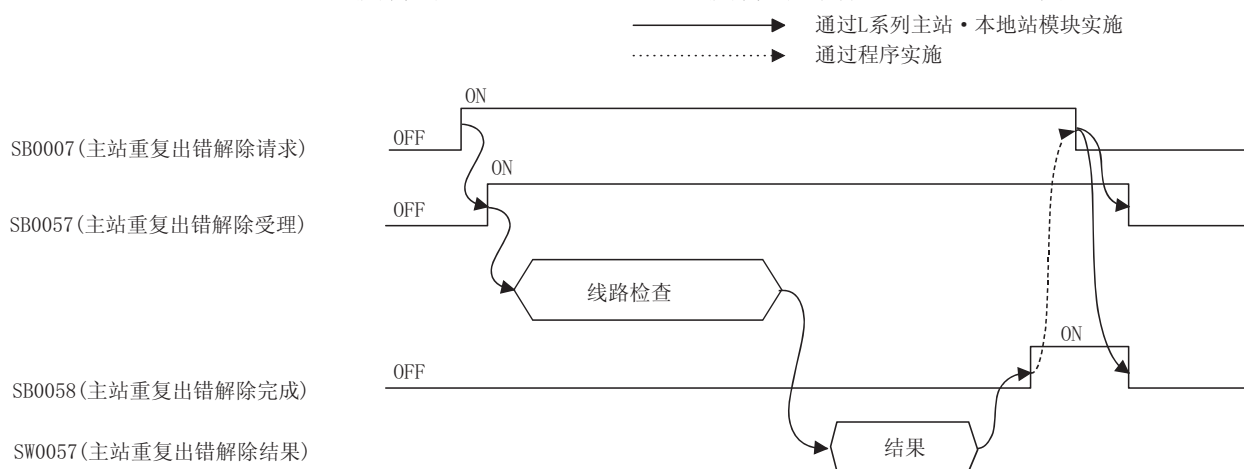 通过L系列主站·本地站模块实施
通过程序实施
ON
OFF
SB0007(主站重复出错解除请求)
ON
OFF
SB0057(主站重复出错解除受理)
线路检查
ON
OFF
SB0058(主站重复出错解除完成)
结果
SW0057(主站重复出错解除结果)